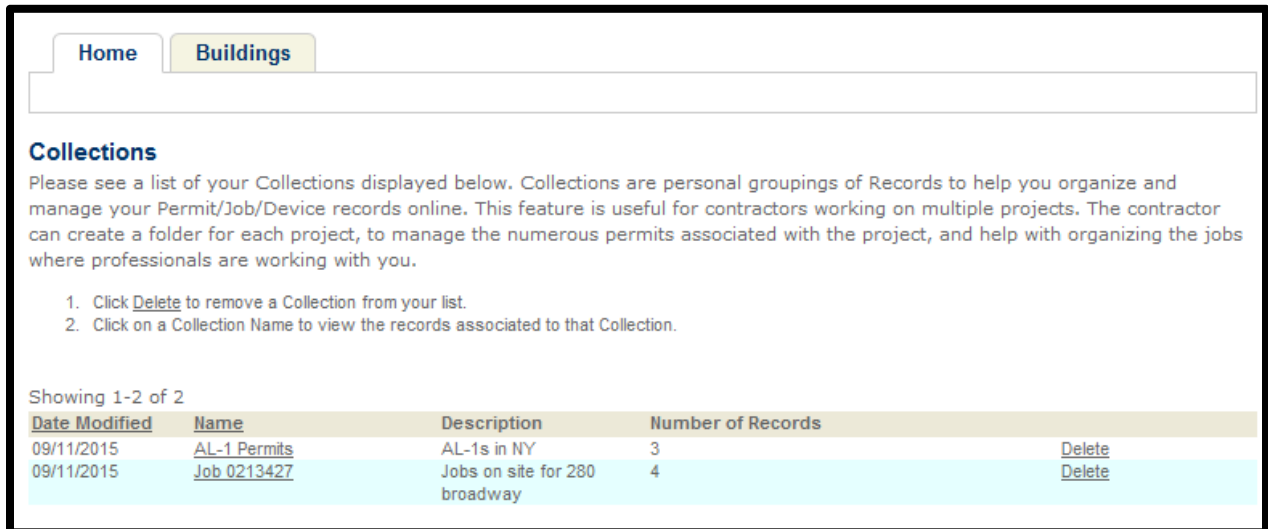 Home Buildings
Collections
Please see a list of your Collections displayed below. Collections are personal groupings of Records to help you organize and
manage your Permit/Job/Device records online. This feature is useful for contractors working on multiple projects. The contractor
can create a folder for each project, to manage the numerous permits associated with the project, and help with organizing the jobs
where professionals are working with you.
1. Click Delete to remove a Collection from your list.
2. Click on a Collection Name to view the records associated to that Collection.
Showing 1-2 of 2
Date Modified Name Description Number of Records
09/11/2015 AL-1 Permits AL-1s in NY 3 Delete
09/11/2015 Job 0213427 Jobs on site for 280 4 Delete
broadway